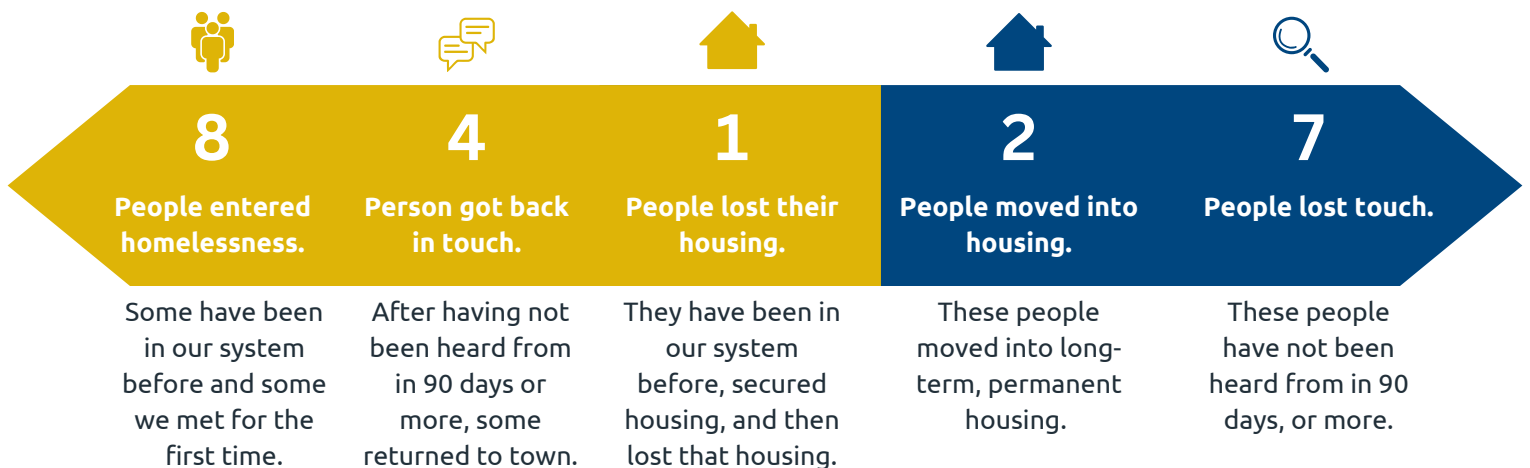 8
People entered
homelessness.
Some have been
in our system
before and some
we met for the
first time.
4
Person got back
in touch.
After having not
been heard from
in 90 days or
more, some
returned to town.
1
People lost their
housing.
They have been in
our system
before, secured
housing, and then
lost that housing.
2
People moved into
housing.
These people
moved into long-
term, permanent
housing.
7
People lost touch.
These people
have not been
heard from in 90
days, or more.